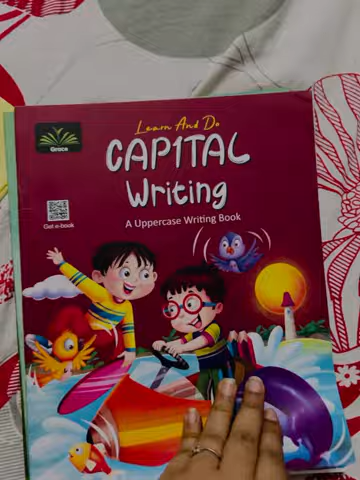 Learn And Do
Grace
CAPITAL
Writing
Get e-book
A Uppercase Writing Book